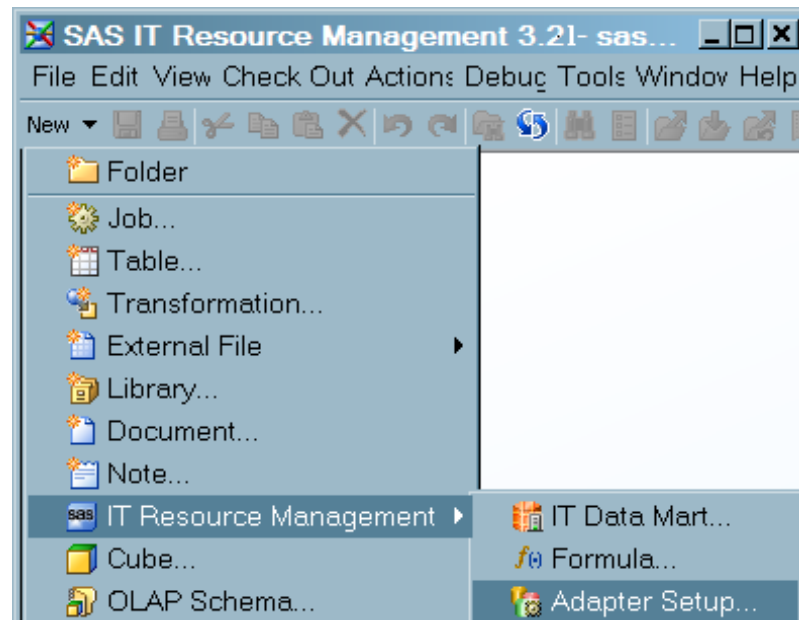 SAS IT Resource Management 3.21- sas...
File Edit View Check Out Actions Debug Tools Window Help
New
Folder
Job...
Table...
Transformation...
External File
Library...
Document...
Note...
sas IT Resource Management
IT Data Mart...
Cube...
f(x) Formula...
OLAP Schema...
Adapter Setup...